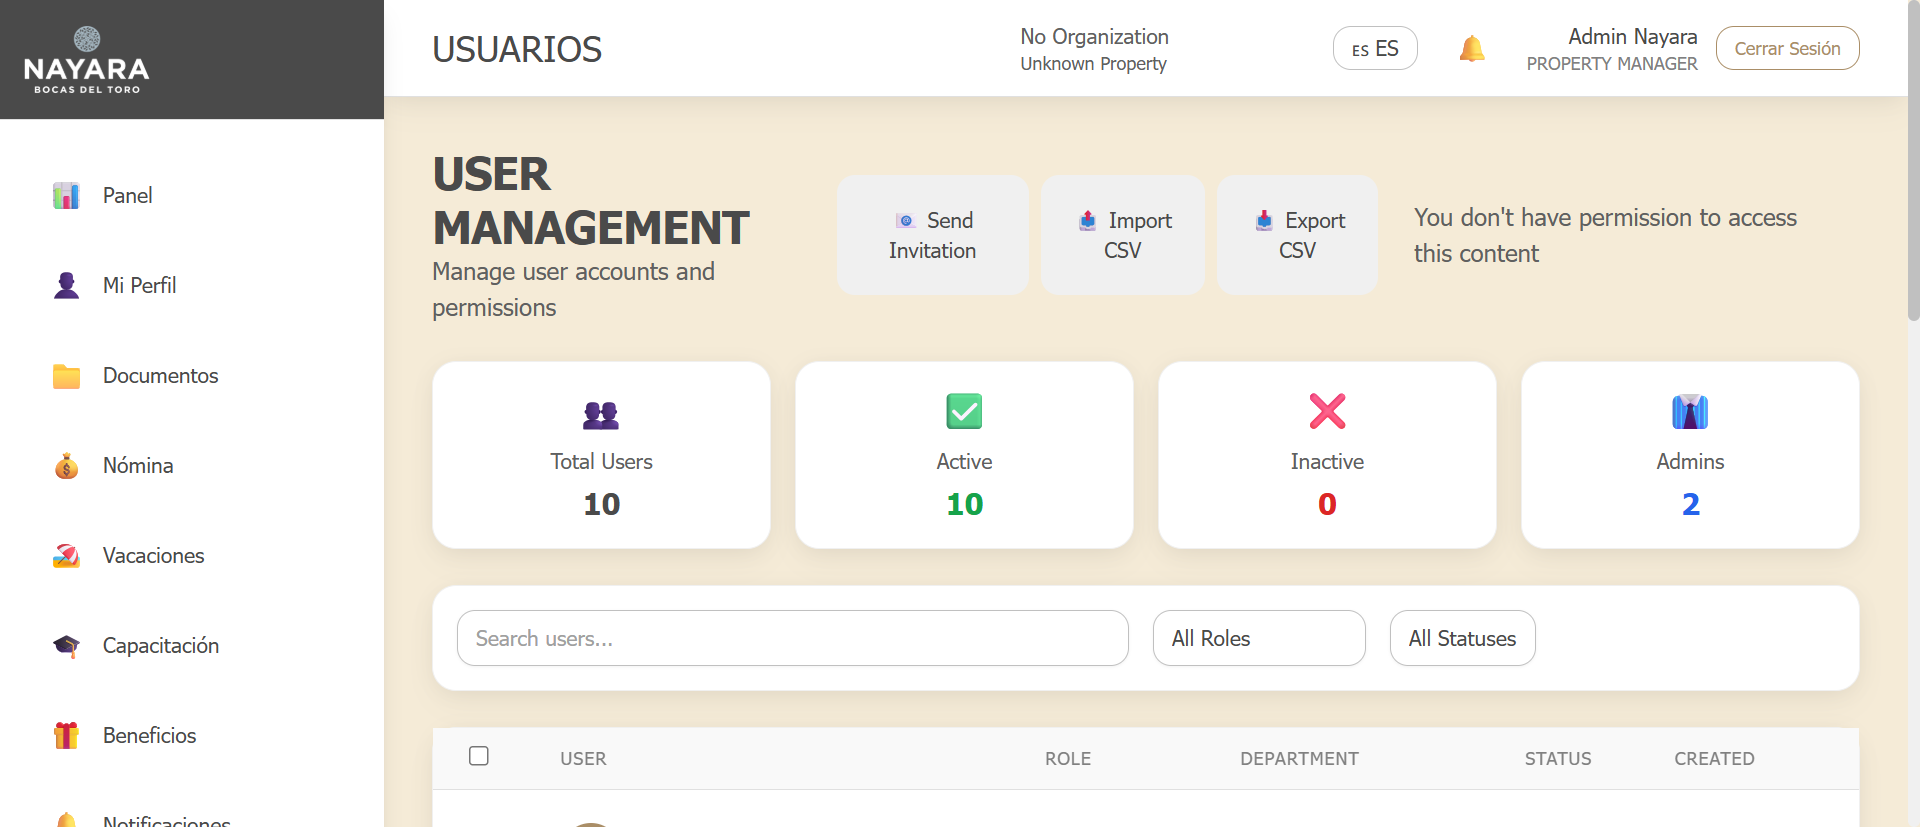 NAYARA
BOCAS DEL TORO
USUARIOS
No Organization
Unknown Property
ES ES
Admin Nayara
PROPERTY MANAGER
Cerrar Sesión
Panel
Mi Perfil
Documentos
Nómina
Vacaciones
Capacitación
Beneficios
Notificaciones
USER
MANAGEMENT
Manage user accounts and
permissions
Send
Invitation
Import
CSV
Export
CSV
You don't have permission to access
this content
Total Users
10
Active
10
Inactive
0
Admins
2
Search users...
All Roles
All Statuses
USER
ROLE
DEPARTMENT
STATUS
CREATED